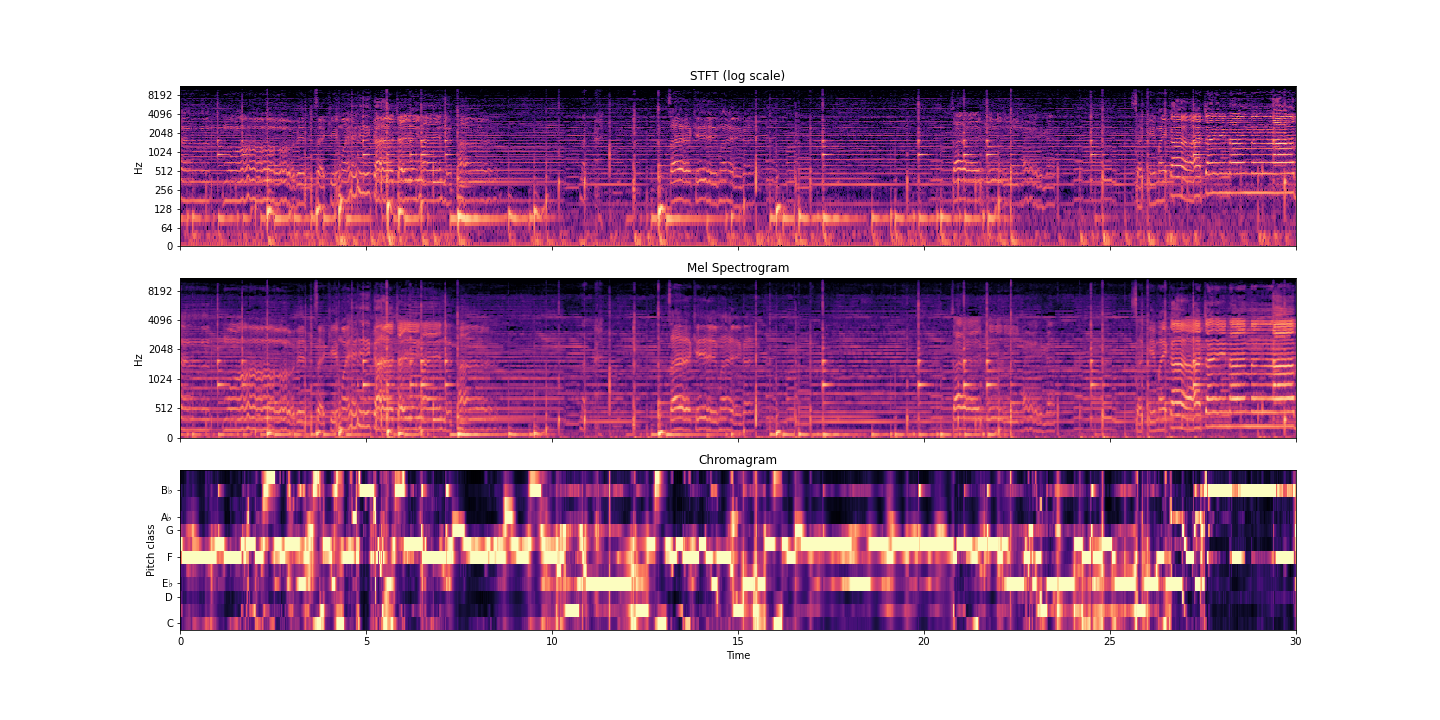 STFT (log scale)
8192
4096
2048
1024
512
256
128
64
0
Hz
Mel Spectrogram
8192
4096
2048
1024
512
0
Hz
Chromagram
B♭
A♭
G
F
E♭
D
C
Pitch class
0 5 10 15 20 25 30
Time